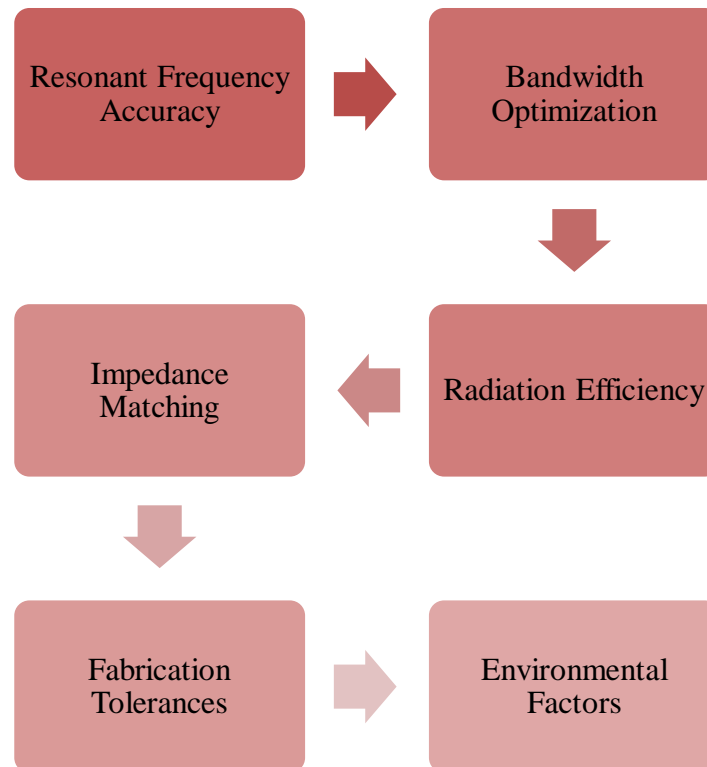 Resonant Frequency
Accuracy
Bandwidth
Optimization
Radiation Efficiency
Impedance
Matching
Fabrication
Tolerances
Environmental
Factors